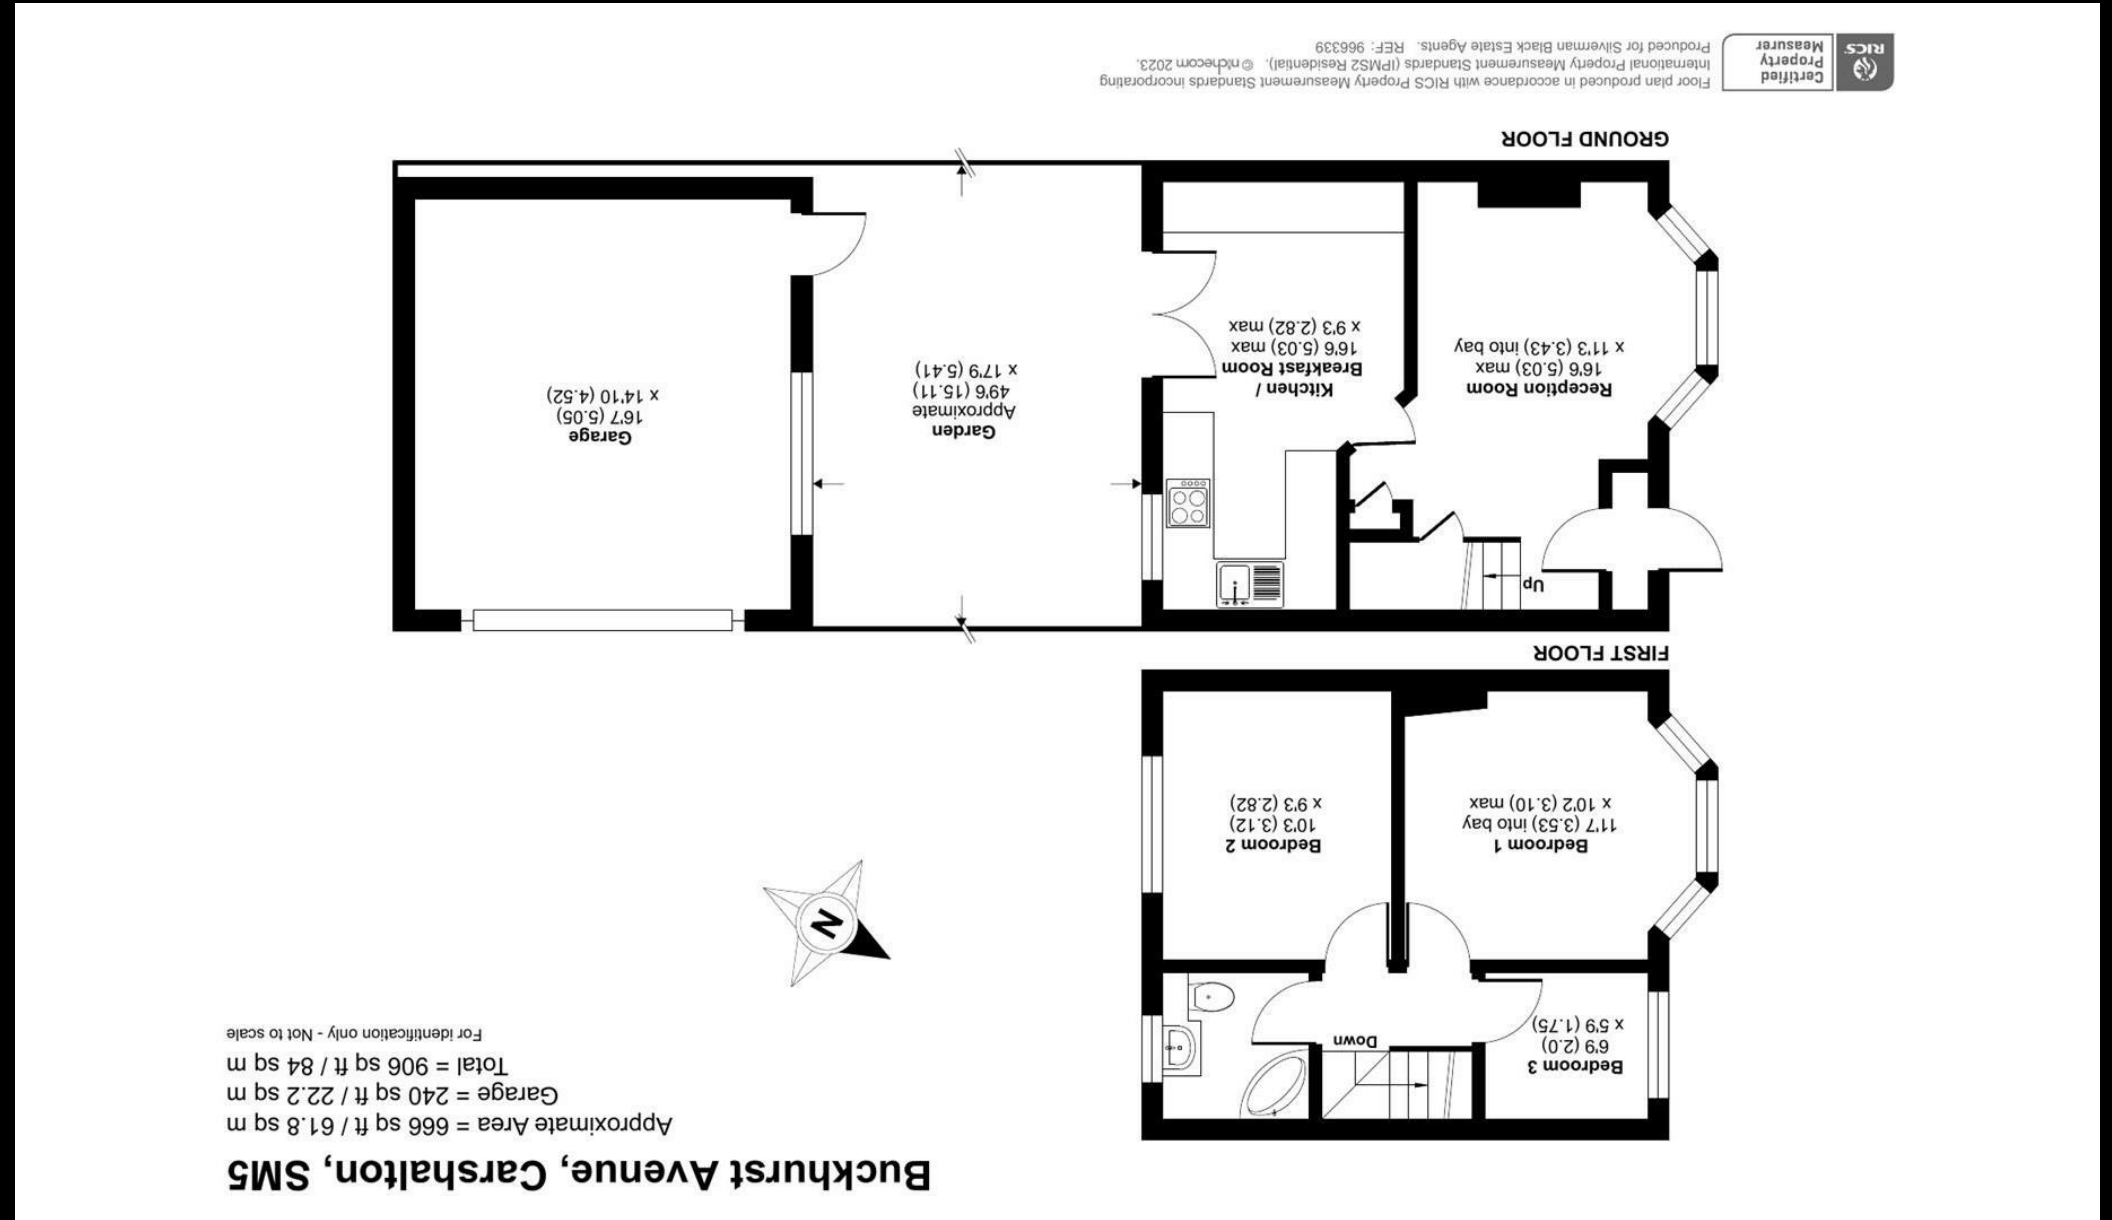 Buckhurst Avenue, Carshalton, SM5
Approximate Area = 666 sq ft / 61.8 sq m
Garage = 240 sq ft / 22.2 sq m
Total = 906 sq ft / 84 sq m
For identification only - Not to scale
N
Bedroom 3
6'9 (2.0)
x 5'9 (1.75)
Down
Bedroom 1
11'7 (3.53) into bay
x 10'2 (3.10) max
Bedroom 2
10'3 (3.12)
x 9'3 (2.82)
FIRST FLOOR
Up
Reception Room
16'6 (5.03) max
x 11'3 (3.43) into bay
Kitchen /
Breakfast Room
16'6 (5.03) max
x 9'3 (2.82) max
Garden
Approximate
49'6 (15.11)
x 17'9 (5.41)
Garage
16'7 (5.05)
x 14'10 (4.52)
GROUND FLOOR
RICS
Certified
Property
Measurer
Floor plan produced in accordance with RICS Property Measurement Standards incorporating
International Property Measurement Standards (IPMS2 Residential). © nichecom 2023.
Produced for Silverman Black Estate Agents. REF: 966339